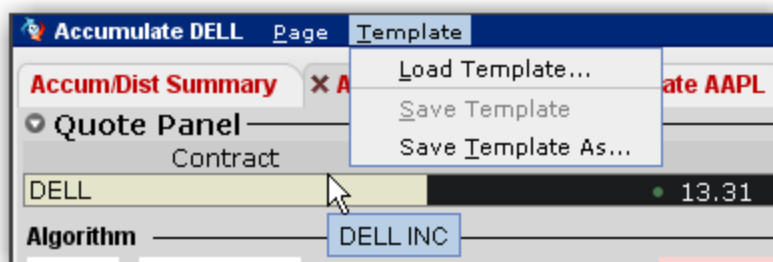 Accumulate DELL Page Template
Load Template...
Accum/Dist Summary A ate AAPL
Save Template
Quote Panel
Save Template As...
Contract
DELL 13.31
Algorithm DELL INC